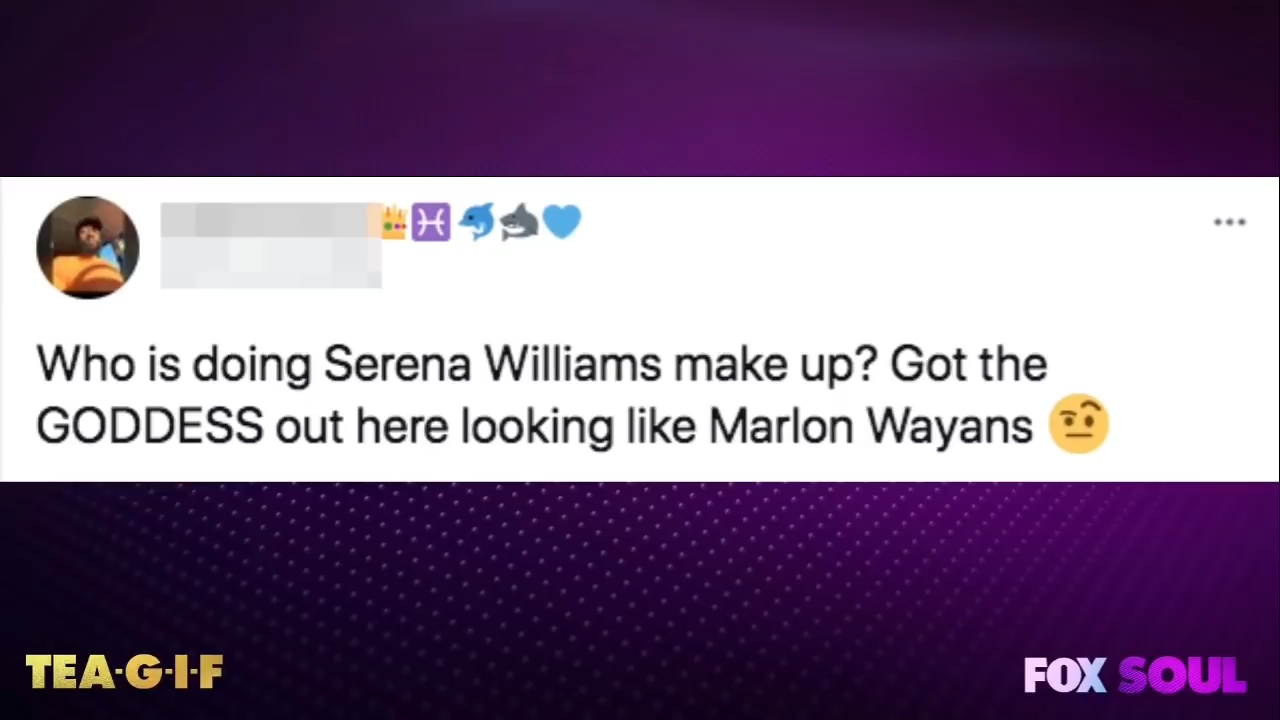 Who is doing Serena Williams make up? Got the
GODDESS out here looking like Marlon Wayans 🤨
TEA·G·I·F
FOX SOUL